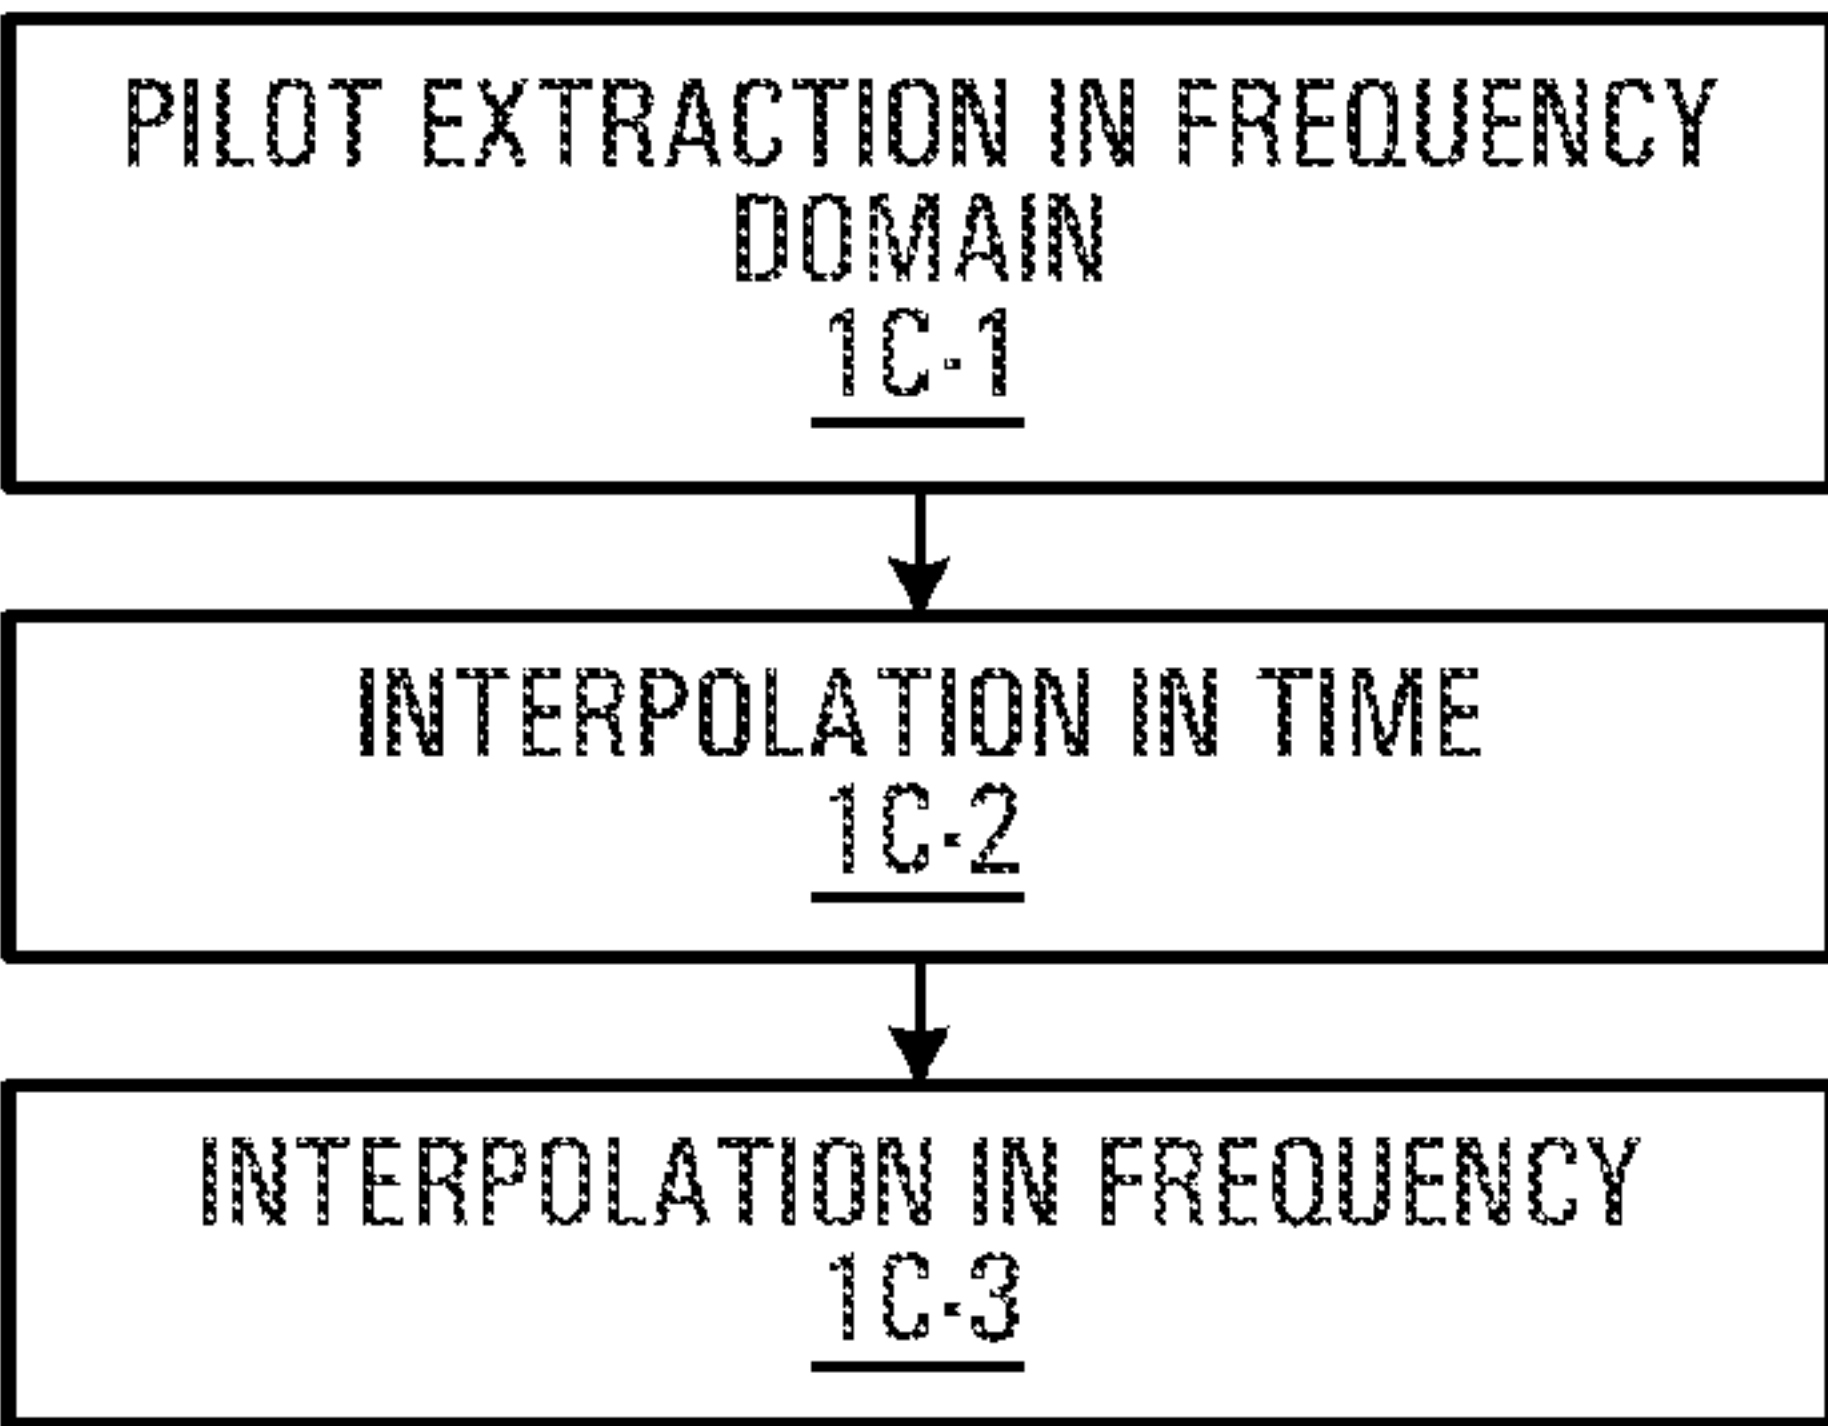 PILOT EXTRACTION IN FREQUENCY
DOMAIN
1C-1
INTERPOLATION IN TIME
1C-2
INTERPOLATION IN FREQUENCY
1C-3